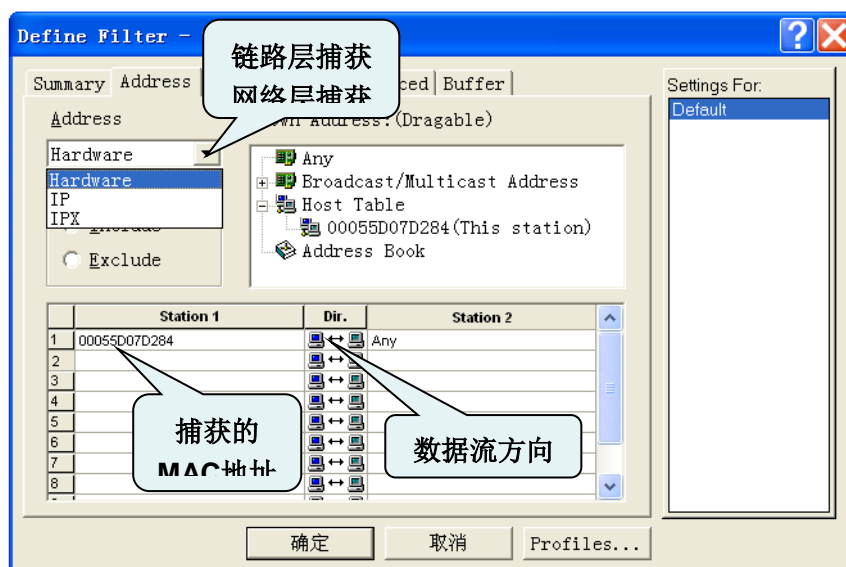 Define Filter -
链路层捕获
网络层捕获
Summary Address ced Buffer
Settings For:
Default
Address
wn Address:(Dragable)
Hardware
Hardware
IP
IPX
Include
Exclude
Any
Broadcast/Multicast Address
Host Table
00055D07D284(This station)
Address Book
Station 1 Dir. Station 2
1 00055D07D284 Any
2
3
4
5
6
7
8
捕获的
MAC地址
数据流方向
确定 取消 Profiles...